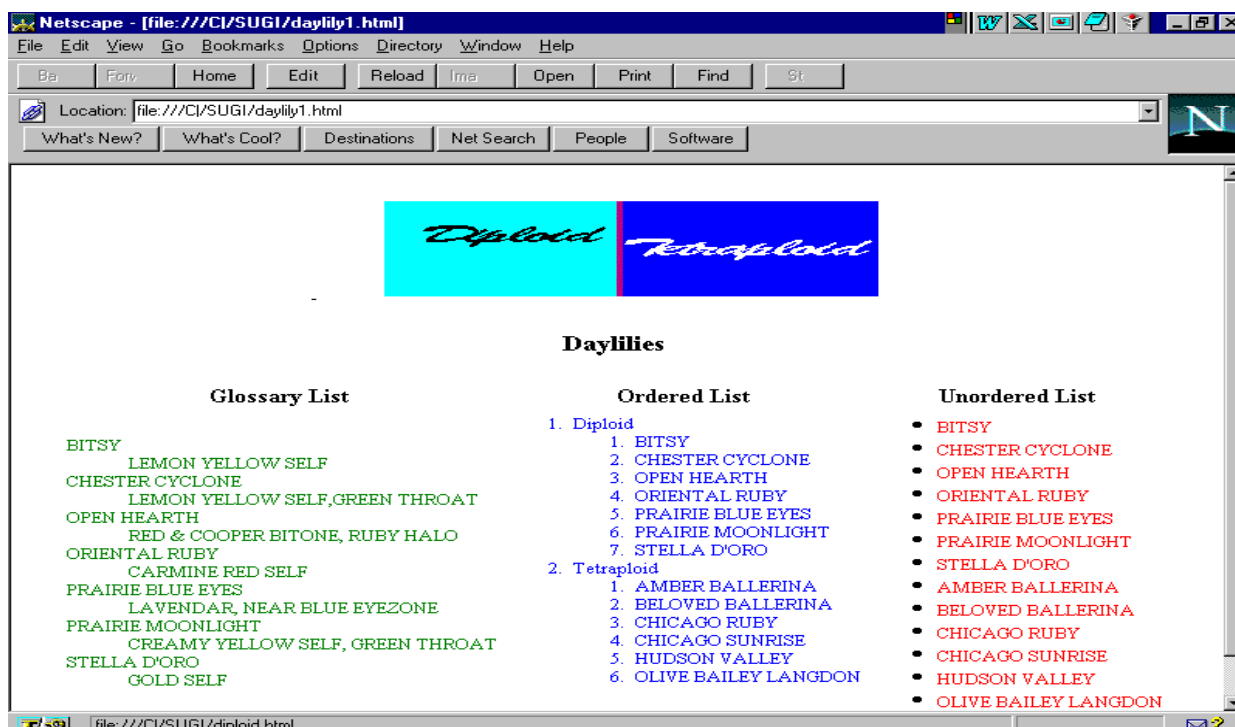 Netscape - [file:///C|/SUGI/daylily1.html]
File Edit View Go Bookmarks Options Directory Window Help
Ba Forv Home Edit Reload Ima Open Print Find St
Location: file:///C|/SUGI/daylily1.html
N
What's New? What's Cool? Destinations Net Search People Software
Diploid Tetraploid
Daylilies
Glossary List
BITSY
LEMON YELLOW SELF
CHESTER CYCLONE
LEMON YELLOW SELF,GREEN THROAT
OPEN HEARTH
RED & COOPER BITONE, RUBY HALO
ORIENTAL RUBY
CARMINE RED SELF
PRAIRIE BLUE EYES
LAVENDAR, NEAR BLUE EYEZONE
PRAIRIE MOONLIGHT
CREAMY YELLOW SELF, GREEN THROAT
STELLA D'ORO
GOLD SELF
Ordered List
1. Diploid
1. BITSY
2. CHESTER CYCLONE
3. OPEN HEARTH
4. ORIENTAL RUBY
5. PRAIRIE BLUE EYES
6. PRAIRIE MOONLIGHT
7. STELLA D'ORO
2. Tetraploid
1. AMBER BALLERINA
2. BELOVED BALLERINA
3. CHICAGO RUBY
4. CHICAGO SUNRISE
5. HUDSON VALLEY
6. OLIVE BAILEY LANGDON
Unordered List
• BITSY
• CHESTER CYCLONE
• OPEN HEARTH
• ORIENTAL RUBY
• PRAIRIE BLUE EYES
• PRAIRIE MOONLIGHT
• STELLA D'ORO
• AMBER BALLERINA
• BELOVED BALLERINA
• CHICAGO RUBY
• CHICAGO SUNRISE
• HUDSON VALLEY
• OLIVE BAILEY LANGDON
file:///C|/SUGI/diploid.html